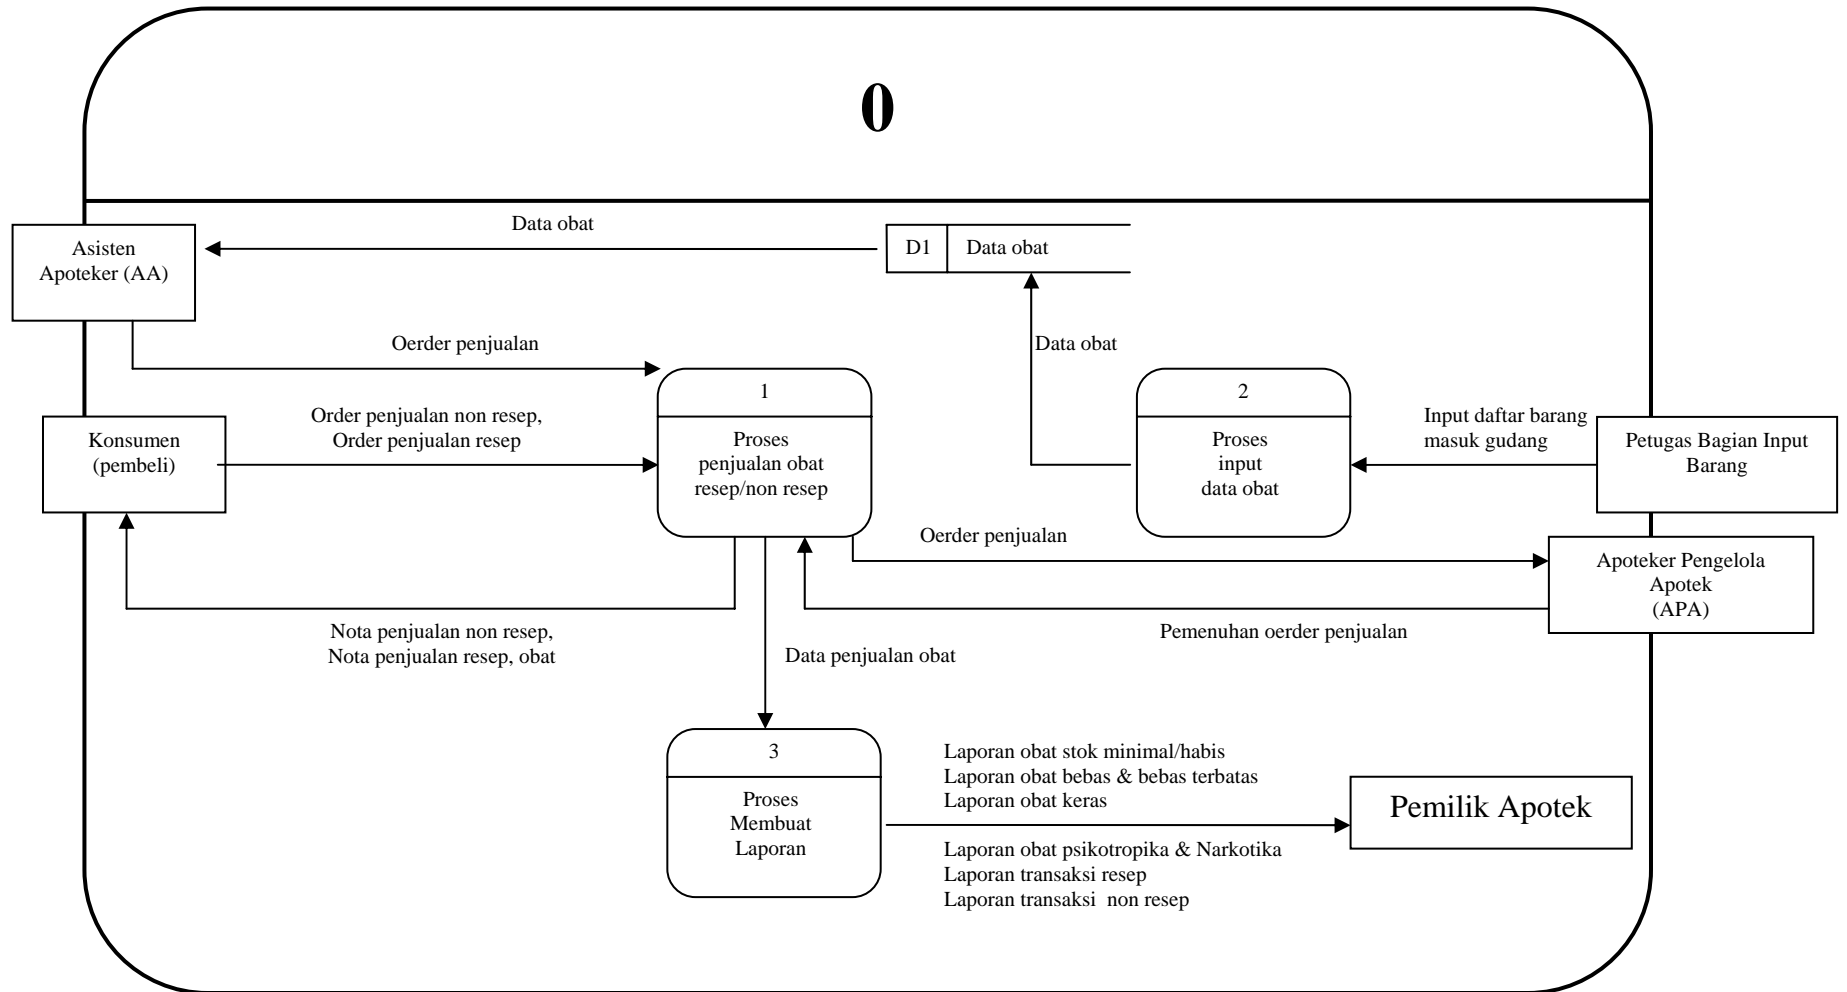 0
Data obat
Asisten
Apoteker (AA)
D1 Data obat
Oerder penjualan
Data obat
1
Proses
penjualan obat
resep/non resep
2
Proses
input
data obat
Order penjualan non resep,
Order penjualan resep
Konsumen
(pembeli)
Input daftar barang
masuk gudang
Petugas Bagian Input
Barang
Oerder penjualan
Apoteker Pengelola
Apotek
(APA)
Nota penjualan non resep,
Nota penjualan resep, obat
Pemenuhan oerder penjualan
Data penjualan obat
3
Proses
Membuat
Laporan
Laporan obat stok minimal/habis
Laporan obat bebas & bebas terbatas
Laporan obat keras
Pemilik Apotek
Laporan obat psikotropika & Narkotika
Laporan transaksi resep
Laporan transaksi  non resep